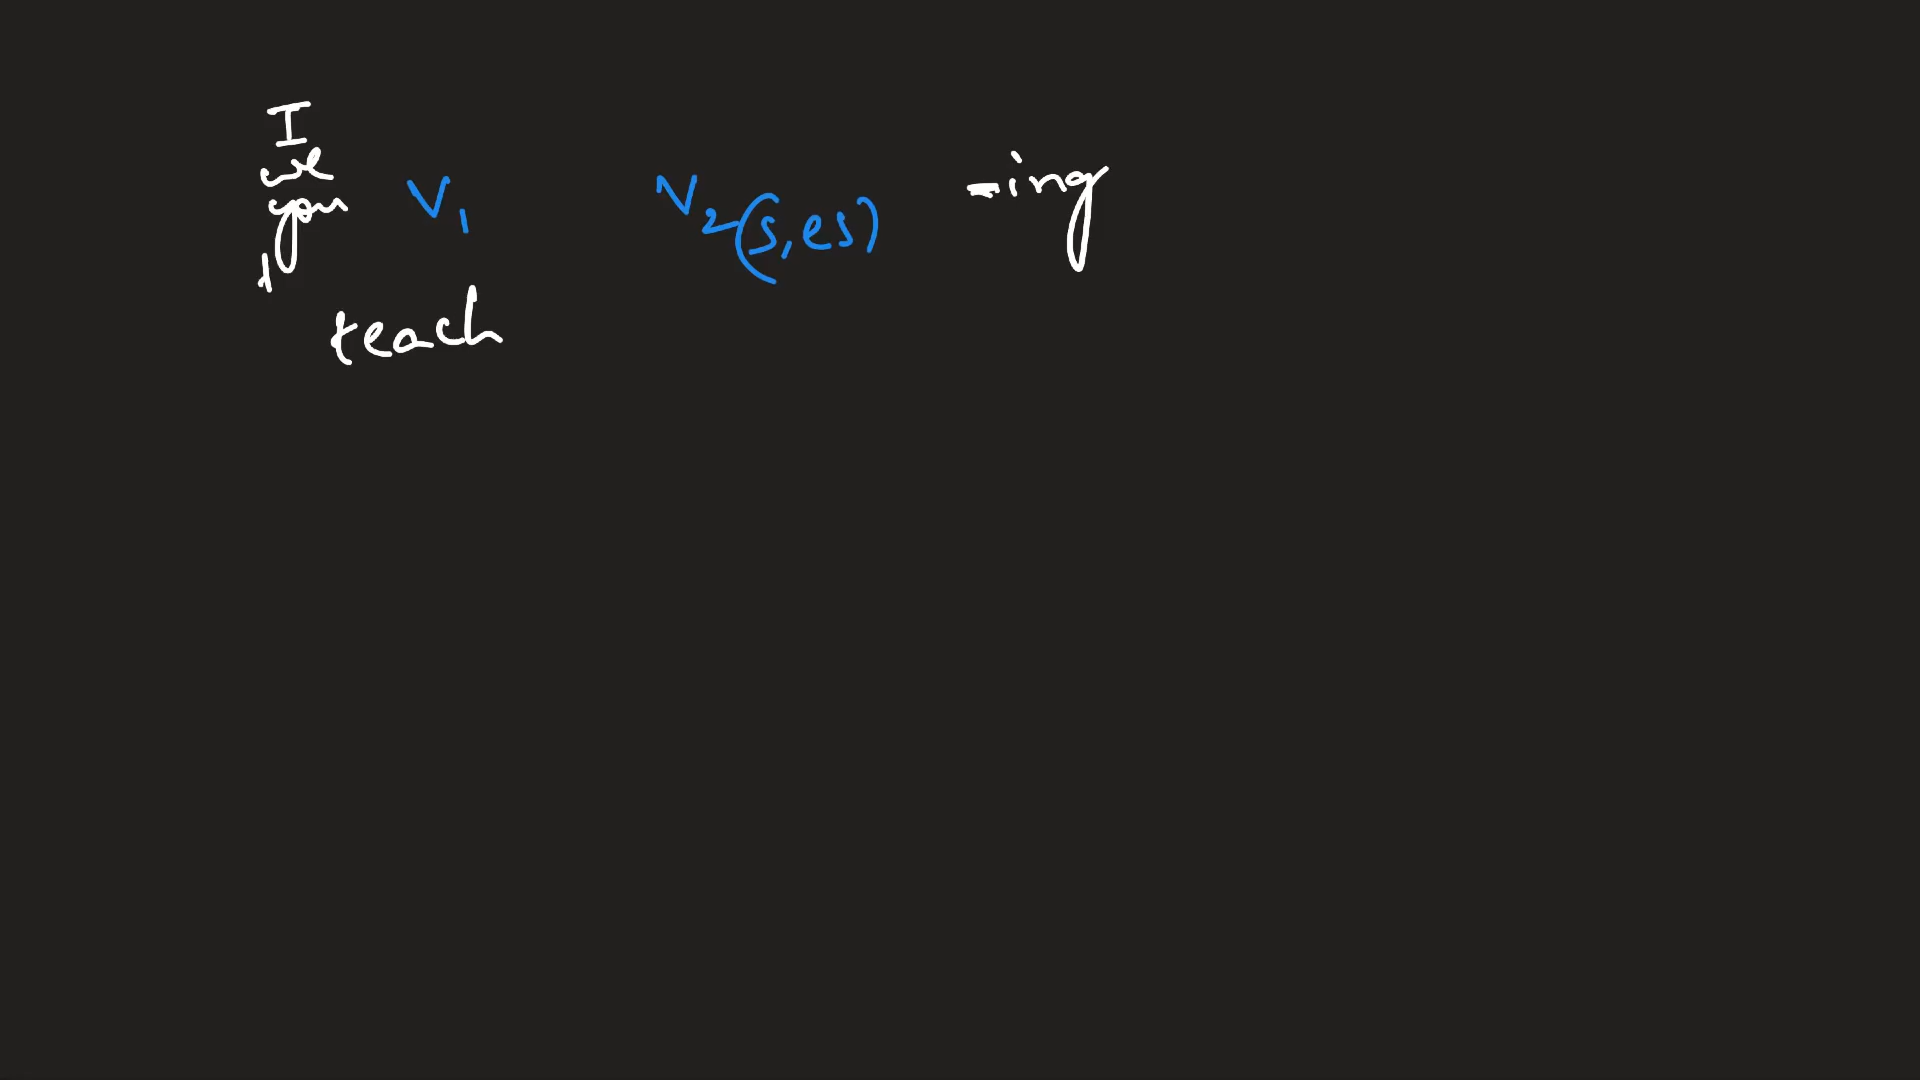 I
we
you V₁ V₂(s, es) -ing
teach